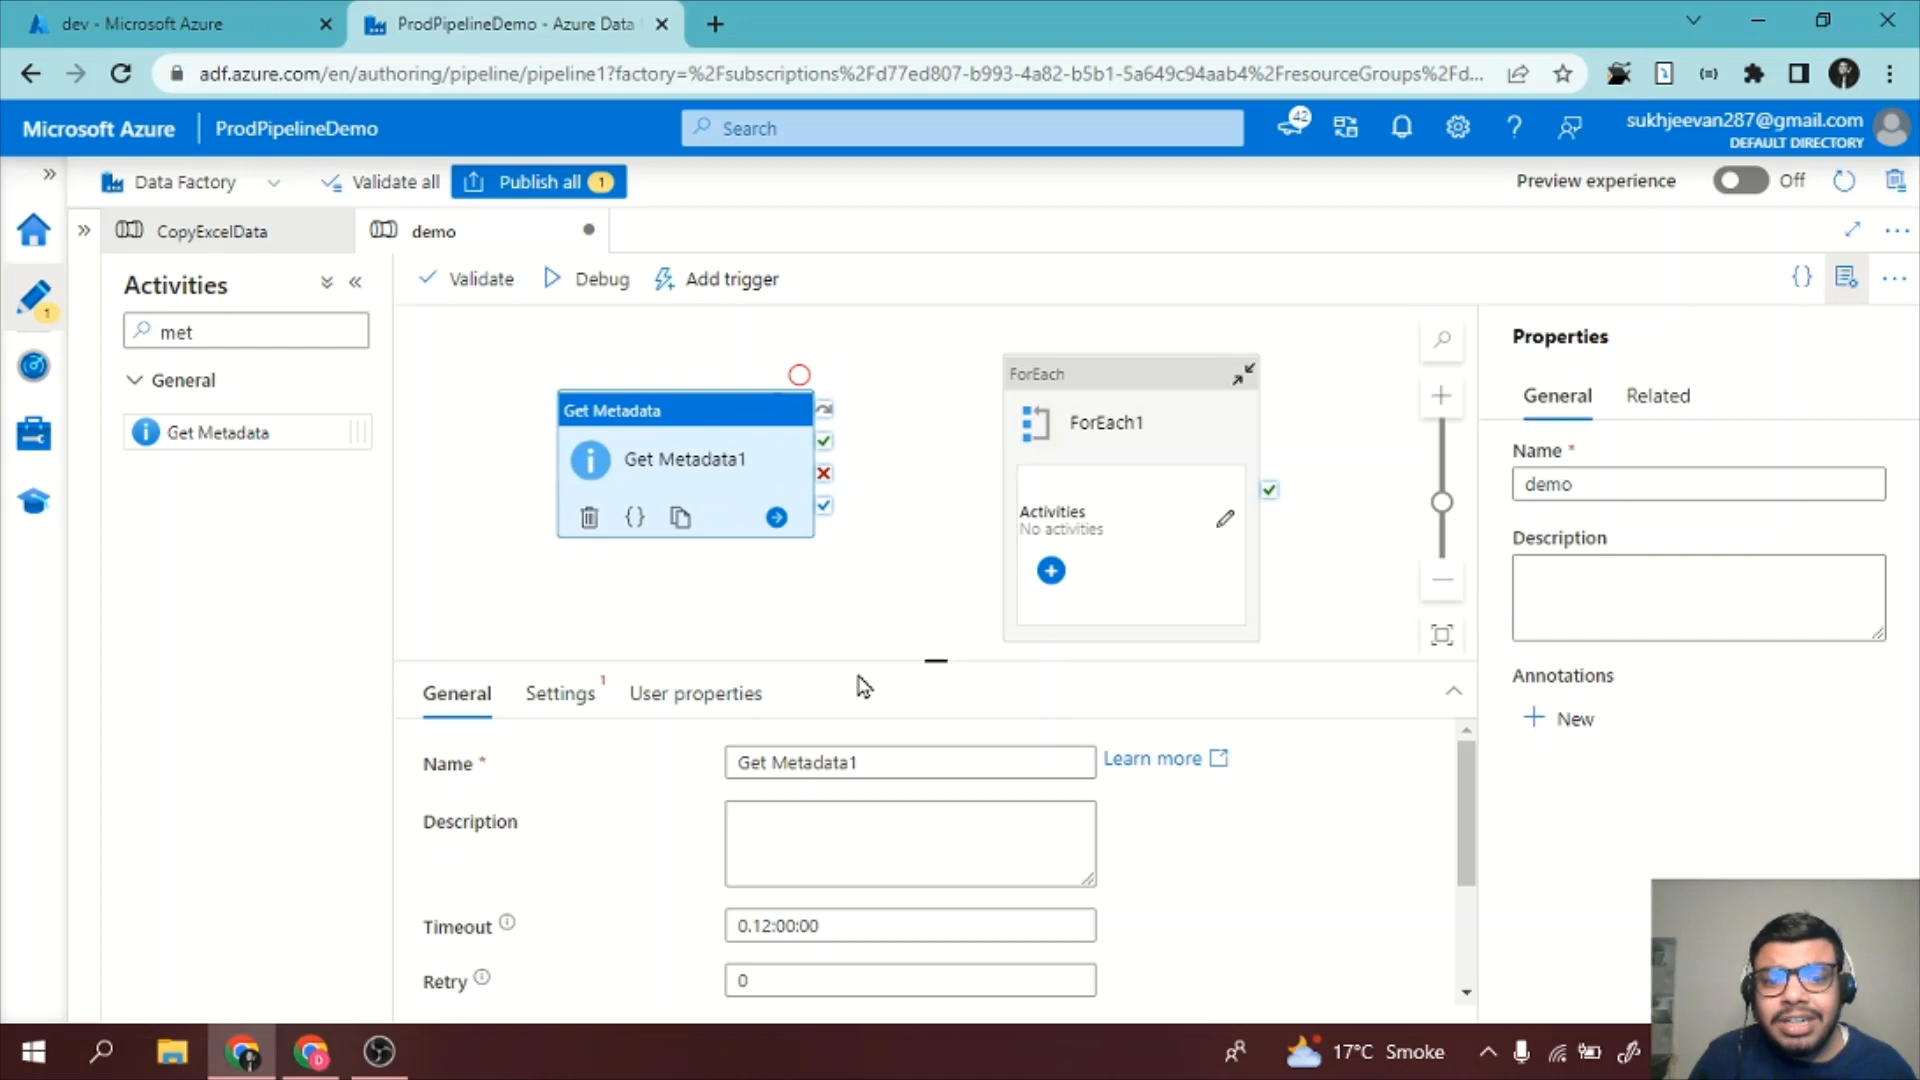 dev - Microsoft Azure
ProdPipelineDemo - Azure Data
adf.azure.com/en/authoring/pipeline/pipeline1?factory=%2Fsubscriptions%2Fd77ed807-b993-4a82-b5b1-5a649c94aab4%2FresourceGroups%2Fd...
Microsoft Azure
ProdPipelineDemo
Search
42
sukhjeevan287@gmail.com
DEFAULT DIRECTORY
Data Factory
Validate all
Publish all 1
Preview experience
Off
CopyExcelData
demo
Activities
Validate
Debug
Add trigger
met
General
Get Metadata
1
Get Metadata
Get Metadata1
ForEach
ForEach1
Activities
No activities
Properties
General
Related
Name *
demo
Description
Annotations
New
General
Settings 1
User properties
Name *
Get Metadata1
Learn more
Description
Timeout
0.12:00:00
Retry
0
17°C Smoke